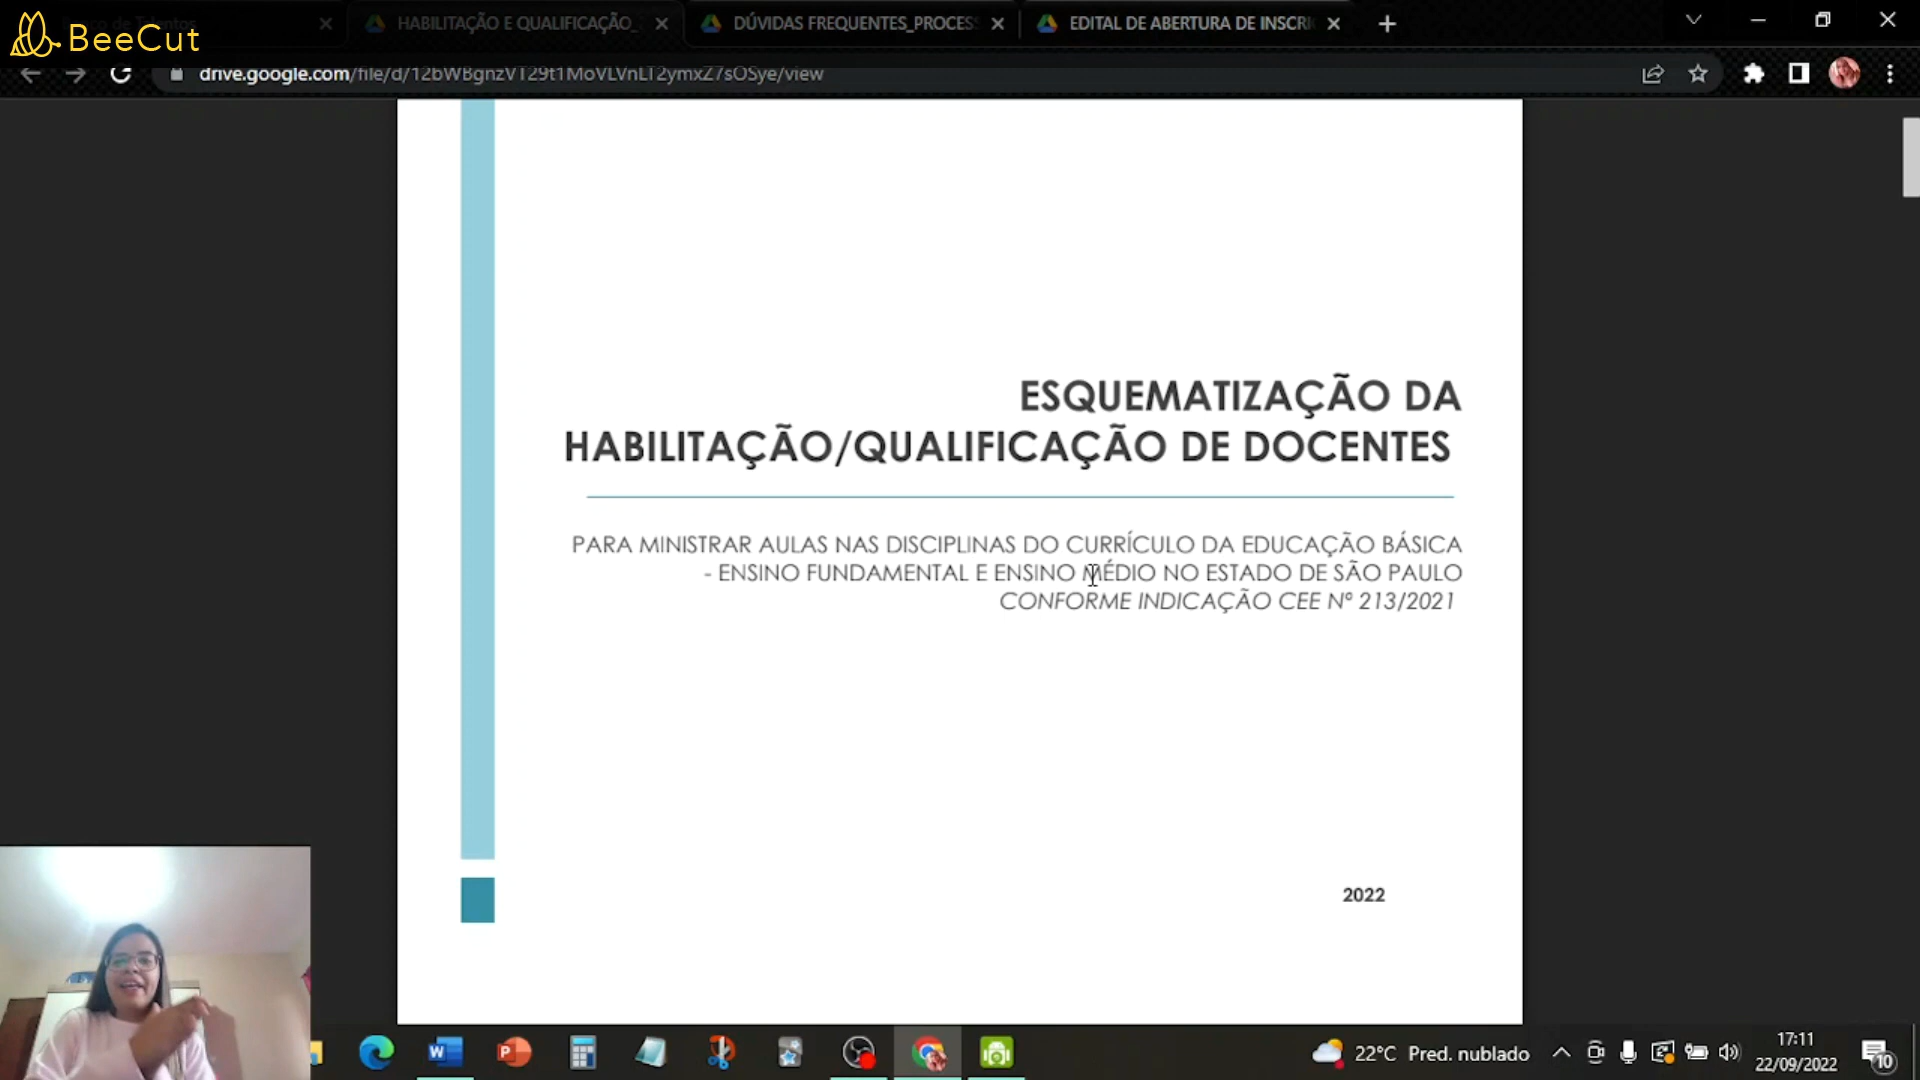 BeeCut
HABILITAÇÃO E QUALIFICAÇÃO_
DÚVIDAS FREQUENTES_PROCES
EDITAL DE ABERTURA DE INSCRI
drive.google.com/file/d/12bWBgnzVT29t1MoVLVnLT2ymxZ7sOSye/view
ESQUEMATIZAÇÃO DA
HABILITAÇÃO/QUALIFICAÇÃO DE DOCENTES
PARA MINISTRAR AULAS NAS DISCIPLINAS DO CURRÍCULO DA EDUCAÇÃO BÁSICA
- ENSINO FUNDAMENTAL E ENSINO MÉDIO NO ESTADO DE SÃO PAULO
CONFORME INDICAÇÃO CEE Nº 213/2021
2022
22°C Pred. nublado
17:11
22/09/2022
10